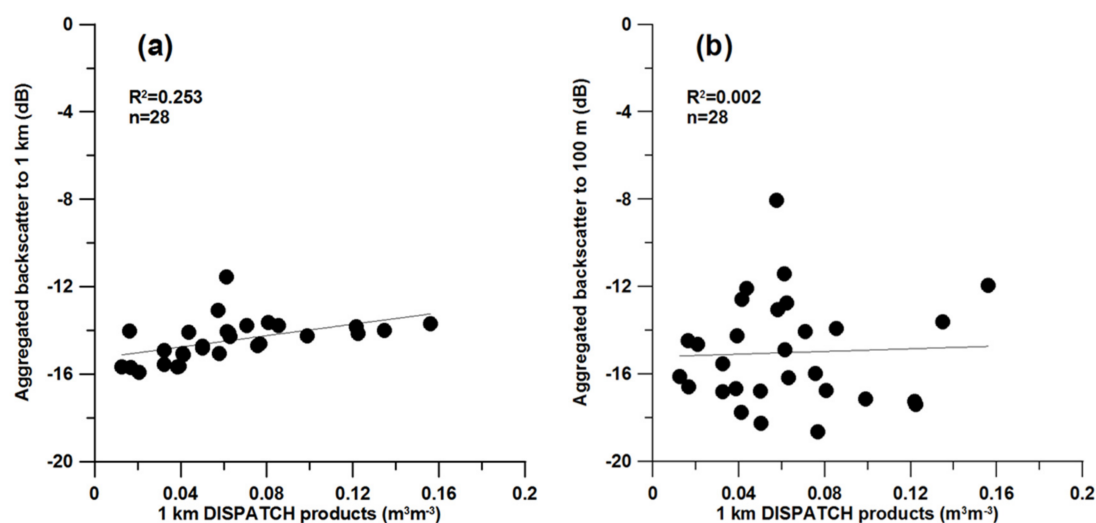 (a)
R²=0.253
n=28
Aggregated backscatter to 1 km (dB)
0
-4
-8
-12
-16
-20
0 0.04 0.08 0.12 0.16 0.2
1 km DISPATCH products (m³m⁻³)
(b)
R²=0.002
n=28
Aggregated backscatter to 100 m (dB)
0
-4
-8
-12
-16
-20
0 0.04 0.08 0.12 0.16 0.2
1 km DISPATCH products (m³m⁻³)